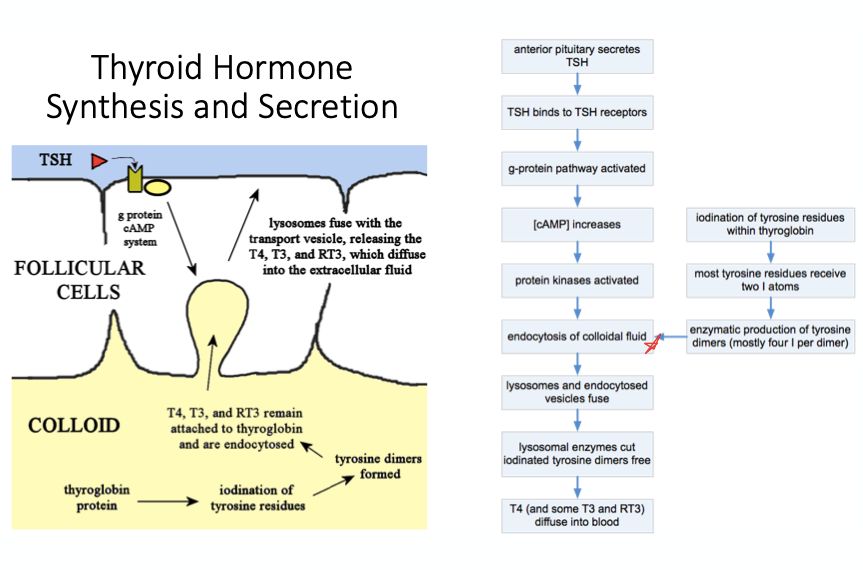 Thyroid Hormone
Synthesis and Secretion
TSH
g protein
cAMP
system
lysosomes fuse with the
transport vesicle, releasing the
T4, T3, and RT3, which diffuse
into the extracellular fluid
FOLLICULAR
CELLS
COLLOID
T4, T3, and RT3 remain
attached to thyroglobin
and are endocytosed
tyrosine dimers
formed
thyroglobin
protein
iodination of
tyrosine residues
anterior pituitary secretes
TSH
TSH binds to TSH receptors
g-protein pathway activated
[cAMP] increases
protein kinases activated
endocytosis of colloidal fluid
lysosomes and endocytosed
vesicles fuse
lysosomal enzymes cut
iodinated tyrosine dimers free
T4 (and some T3 and RT3)
diffuse into blood
iodination of tyrosine residues
within thyroglobin
most tyrosine residues receive
two I atoms
enzymatic production of tyrosine
dimers (mostly four I per dimer)